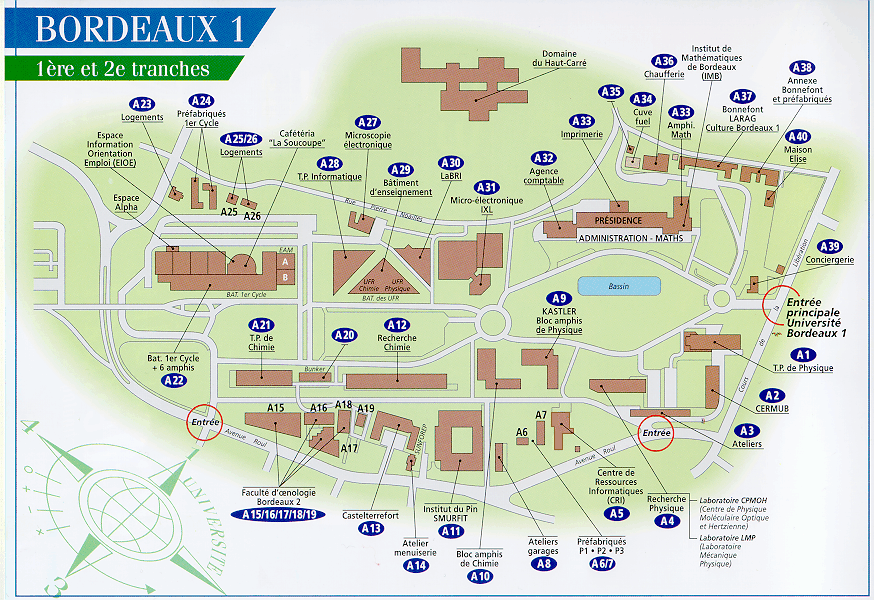 BORDEAUX 1
1ère et 2e tranches
Domaine
du Haut-Carré
A23
Logements
A24
Préfabriqués
1er Cycle
A25/26
Logements
Cafétéria
"La Soucoupe"
A27
Microscopie
électronique
A28
T.P. Informatique
A29
Bâtiment
d'enseignement
A30
LaBRI
A31
Micro-électronique
IXL
A32
Agence
comptable
A33
Imprimerie
A35
A34
Cuve
fuel
A36
Chaufferie
Institut de
Mathématiques
de Bordeaux
(IMB)
A33
Amphi.
Math
A37
Bonnefont
LARAG
Culture Bordeaux 1
A38
Annexe
Bonnefont
et préfabriqués
A40
Maison
Elise
Espace
Information
Orientation
Emploi (EIOE)
Espace
Alpha
A25
A26
Rue Pierre Noailles
PRÉSIDENCE
ADMINISTRATION - MATHS
EAM
A
B
BAT. 1er Cycle
UFR
Chimie
UFR
Physique
BAT. des UFR
Bassin
A39
Conciergerie
Cours de la Libération
Entrée
principale
Université
Bordeaux 1
Bat. 1er Cycle
+ 6 amphis
A22
A21
T.P. de
Chimie
A20
Bunker
A12
Recherche
Chimie
A9
KASTLER
Bloc amphis
de Physique
A1
T.P. de Physique
A2
CERMUB
A3
Ateliers
Entrée
Avenue Roul
A15
A16
A18
A19
A17
SUNFOREP
A6
A7
Avenue Roul
Entrée
Faculté d'œnologie
Bordeaux 2
A15/16/17/18/19
Castelterrefort
A13
Atelier
menuiserie
A14
Institut du Pin
SMURFIT
A11
Bloc amphis
de Chimie
A10
Ateliers
garages
A8
Préfabriqués
P1 • P2 • P3
A6/7
Centre de
Ressources
Informatiques
(CRI)
A5
Recherche
Physique
A4
Laboratoire CPMOH
(Centre de Physique
Moléculaire Optique
et Hertzienne)
Laboratoire LMP
(Laboratoire
Mécanique
Physique)
UNIVERSITE
4
3